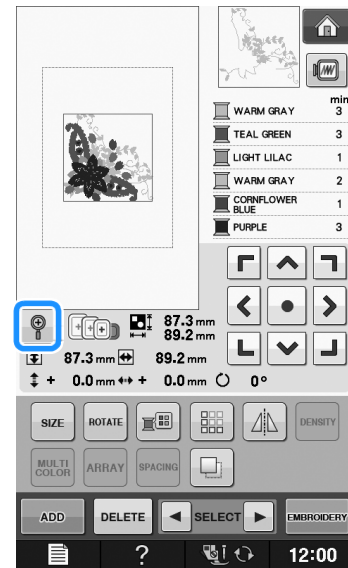 min
WARM GRAY 3
TEAL GREEN 3
LIGHT LILAC 1
WARM GRAY 2
CORNFLOWER
BLUE 1
PURPLE 3
87.3 mm
89.2 mm
87.3 mm 89.2 mm
+ 0.0 mm + 0.0 mm 0°
SIZE ROTATE DENSITY
MULTI
COLOR ARRAY SPACING
ADD DELETE SELECT EMBROIDERY
? 12:00